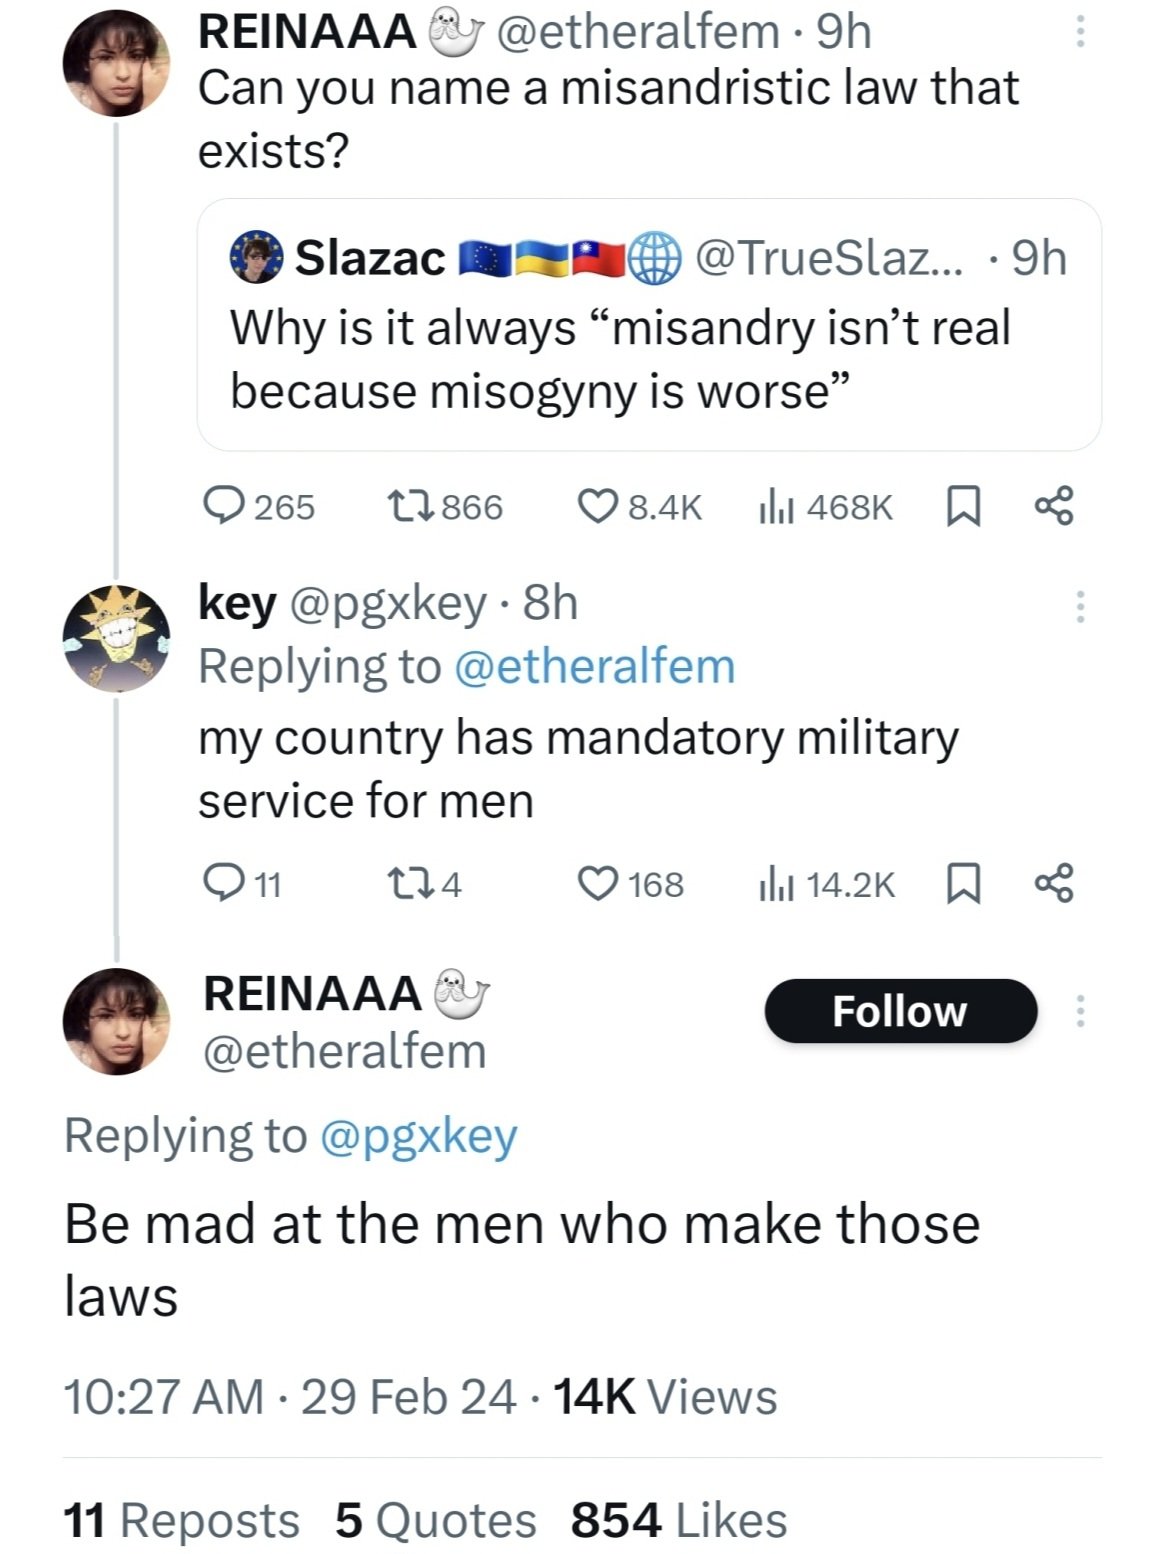 REINAAA 🦭 @etheralfem · 9h
Can you name a misandristic law that
exists?
Slazac 🇪🇺🇺🇦🇹🇼🌐 @TrueSlaz... · 9h
Why is it always “misandry isn’t real
because misogyny is worse”
265 866 8.4K 468K
key @pgxkey · 8h
Replying to @etheralfem
my country has mandatory military
service for men
11 4 168 14.2K
REINAAA 🦭
@etheralfem
Follow
Replying to @pgxkey
Be mad at the men who make those
laws
10:27 AM · 29 Feb 24 · 14K Views
11 Reposts 5 Quotes 854 Likes